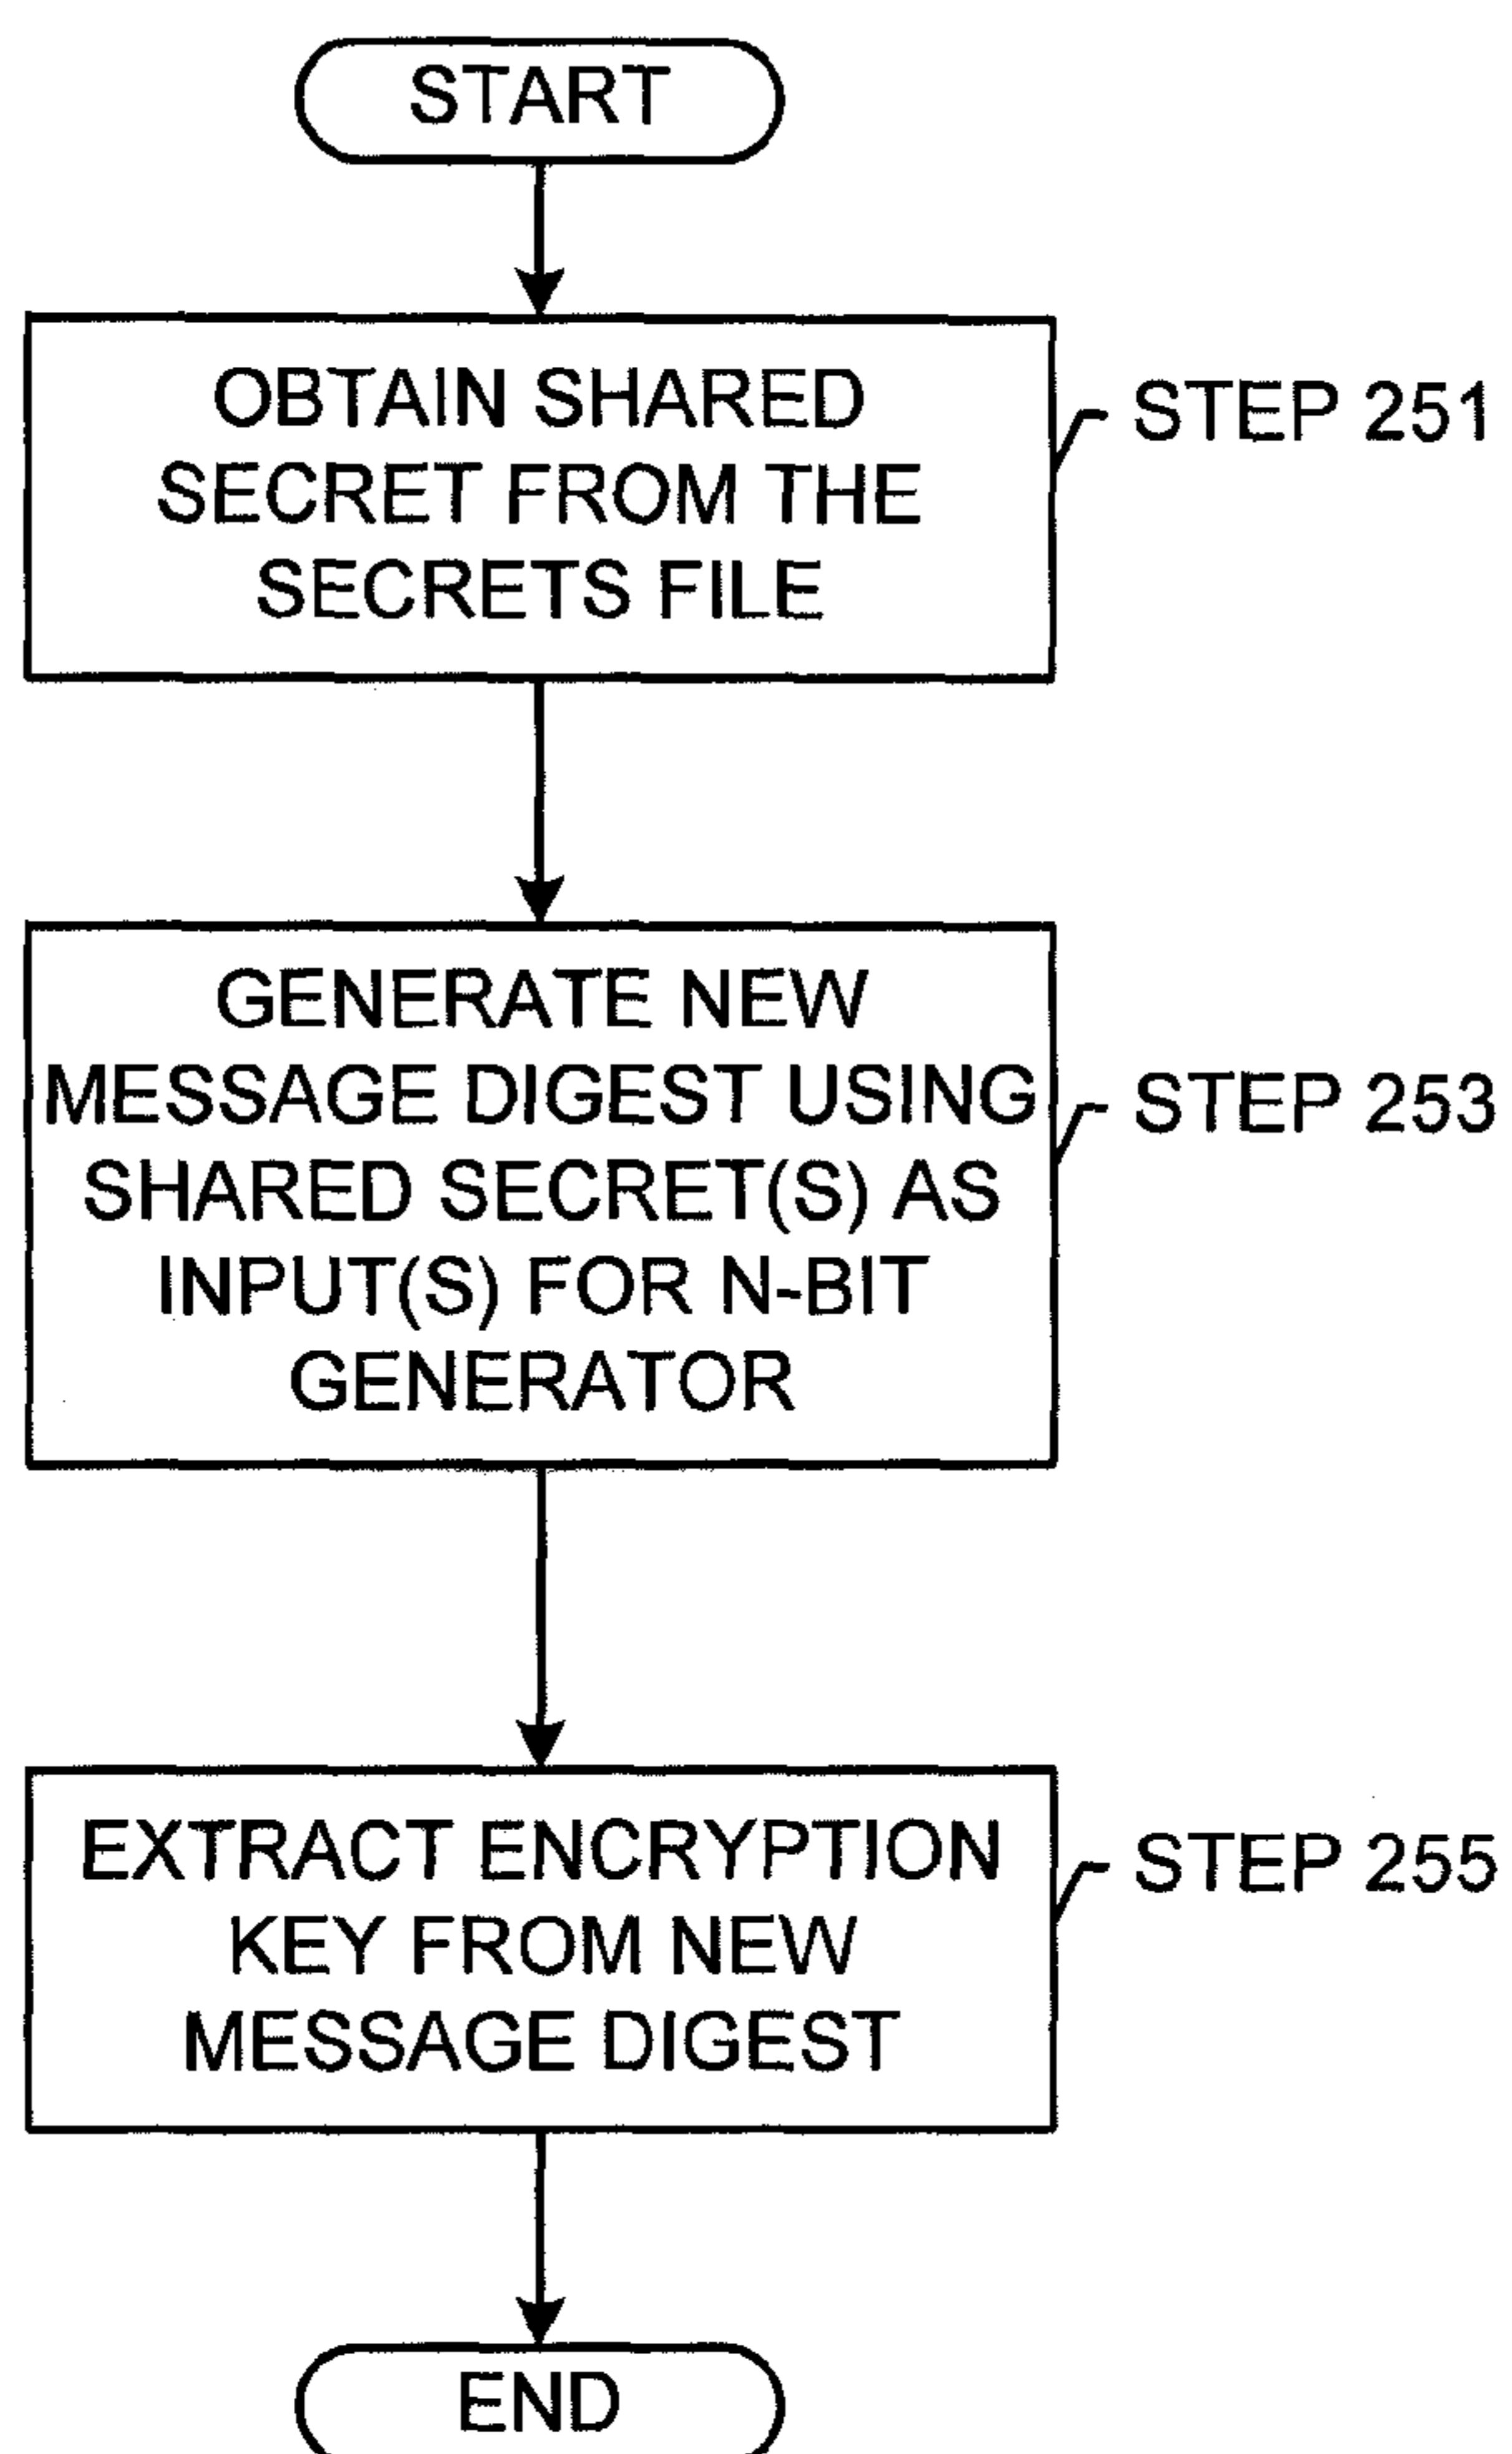 START
OBTAIN SHARED
SECRET FROM THE
SECRETS FILE
STEP 251
GENERATE NEW
MESSAGE DIGEST USING
SHARED SECRET(S) AS
INPUT(S) FOR N-BIT
GENERATOR
STEP 253
EXTRACT ENCRYPTION
KEY FROM NEW
MESSAGE DIGEST
STEP 255
END